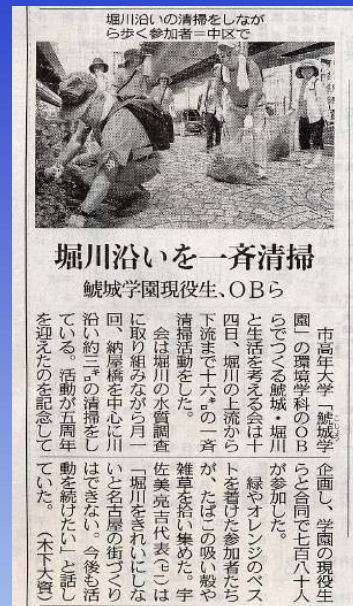 堀川沿いの清掃をしなが
ら歩く参加者＝中区で
堀川沿いを一斉清掃
鯱城学園現役生、OBら
市高年大学「鯱城学
園」の環境学科のOB
らでつくる鯱城・堀川
と生活を考える会は十
四日、堀川の上流から
下流まで十六㌔の一斉
清掃活動をした。
会は堀川の水質調査
に取り組みながら月一
回、納屋橋を中心に川
沿い約三㌔の清掃をし
ている。活動が五周年
を迎えたのを記念して
企画し、学園の現役生
らと合同で七百八十人
が参加した。
緑やオレンジのベス
トを着けた参加者たち
が、たばこの吸い殻や
雑草を拾い集めた。宇
佐美亮吉代表（七〇）は
「堀川をきれいにしな
いと名古屋の街づくり
はできない。今後も活
動を続けたい」と話し
ていた。（木下大資）